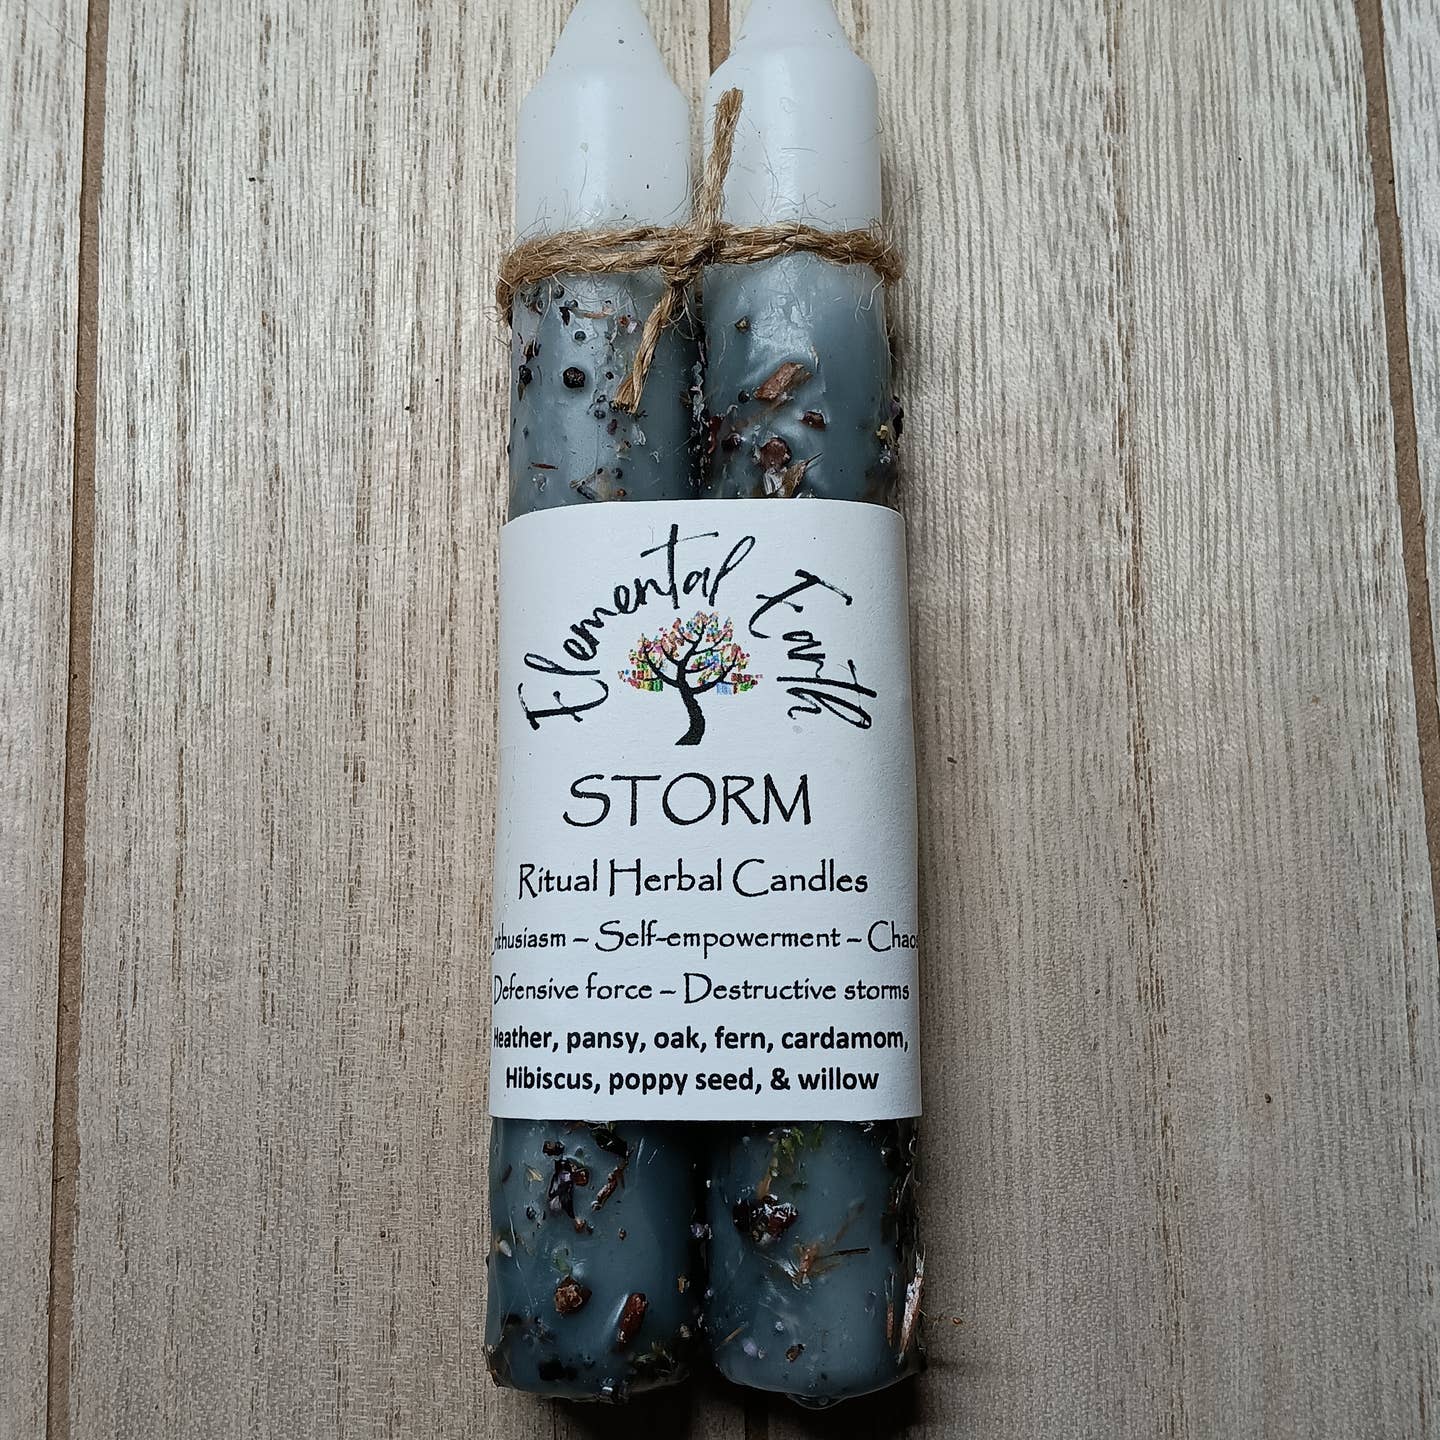 Elemental Earth
STORM
Ritual Herbal Candles
nthusiasm – Self-empowerment – Chaos
Defensive force – Destructive storms
Heather, pansy, oak, fern, cardamom,
Hibiscus, poppy seed, & willow